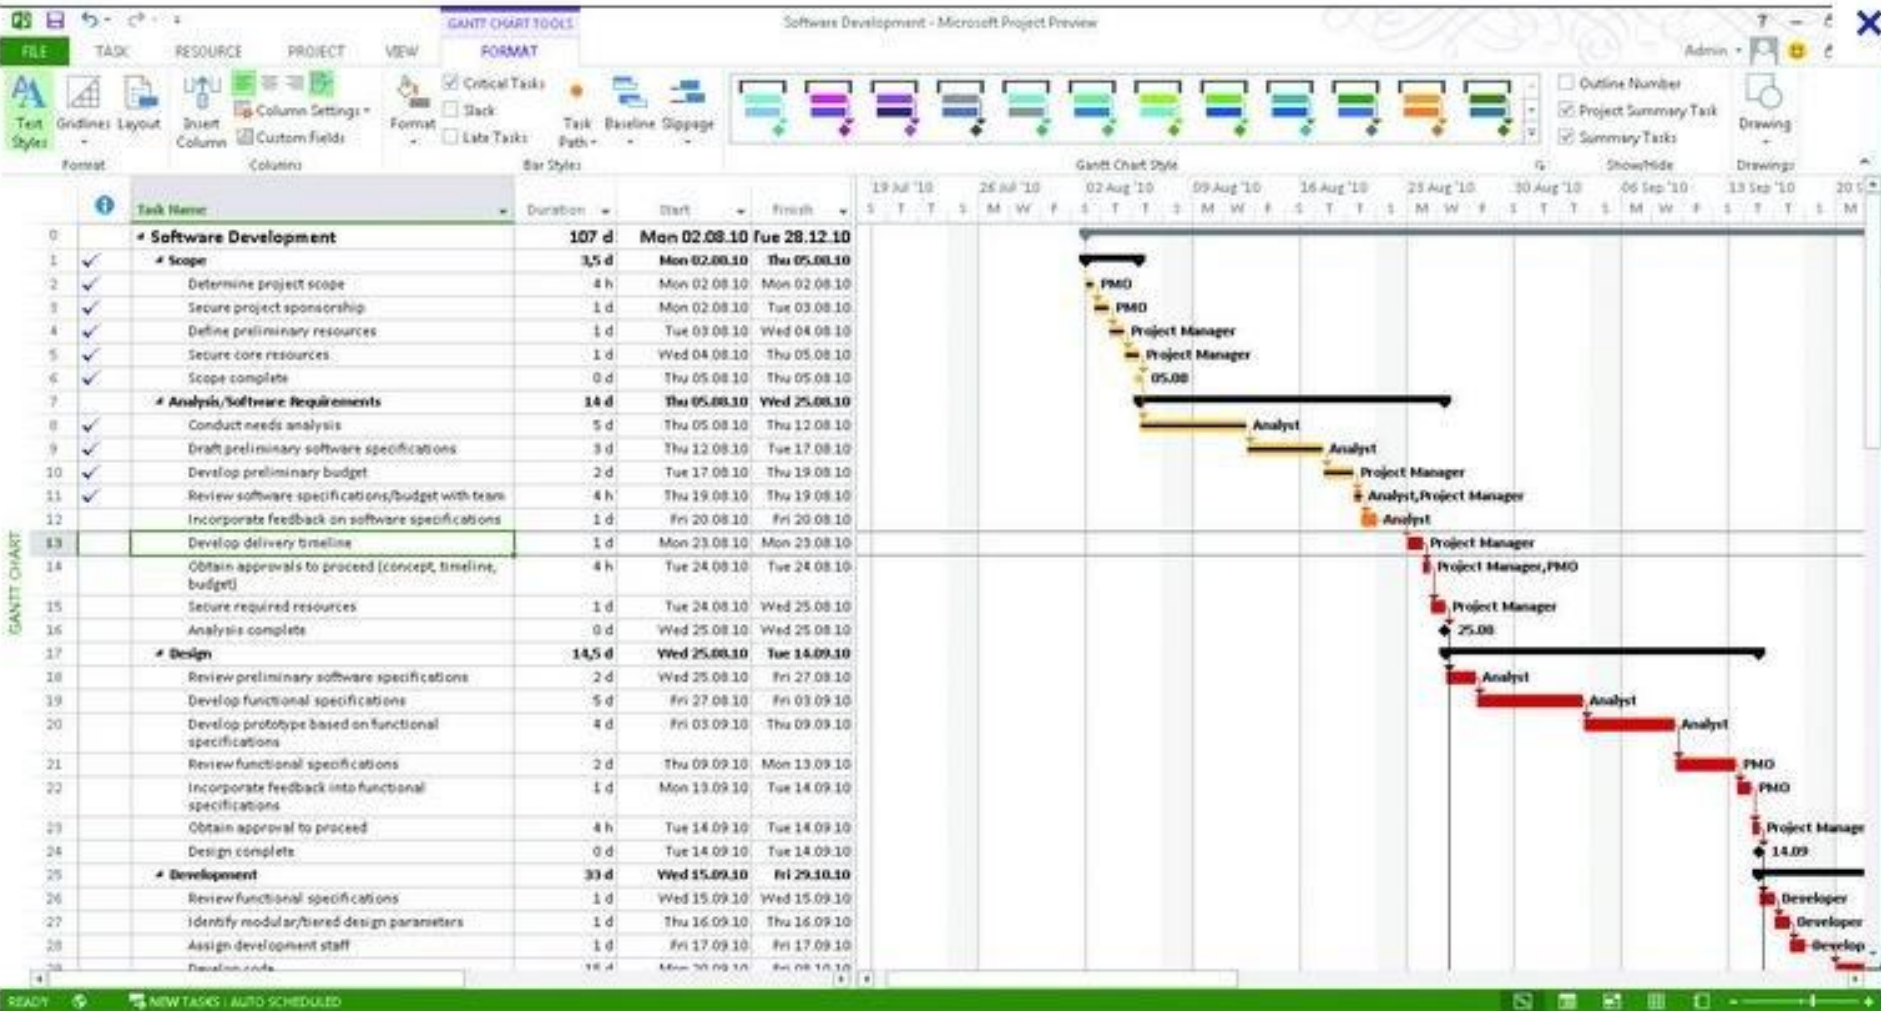 GANTT CHART TOOLS
Software Development - Microsoft Project Preview
?
FILE TASK RESOURCE PROJECT VIEW FORMAT
Admin
Text Styles
Gridlines
Layout
Format
Insert Column
Column Settings
Custom Fields
Columns
Format
Critical Tasks
Slack
Late Tasks
Task Path
Baseline
Slippage
Bar Styles
Gantt Chart Style
Outline Number
Project Summary Task
Summary Tasks
Show/Hide
Drawing
Drawings
Task Name Duration Start Finish
19 Jul '10 26 Jul '10 02 Aug '10 09 Aug '10 16 Aug '10 23 Aug '10 30 Aug '10 06 Sep '10 13 Sep '10
S T T S M W F S T T S M W F S T T S M W F S T T S M W F S T T S M
0 Software Development 107 d Mon 02.08.10 Tue 28.12.10
1 Scope 3,5 d Mon 02.08.10 Thu 05.08.10
2 Determine project scope 4 h Mon 02.08.10 Mon 02.08.10 PMO
3 Secure project sponsorship 1 d Mon 02.08.10 Tue 03.08.10 PMO
4 Define preliminary resources 1 d Tue 03.08.10 Wed 04.08.10 Project Manager
5 Secure core resources 1 d Wed 04.08.10 Thu 05.08.10 Project Manager
6 Scope complete 0 d Thu 05.08.10 Thu 05.08.10 05.08
7 Analysis/Software Requirements 14 d Thu 05.08.10 Wed 25.08.10
8 Conduct needs analysis 5 d Thu 05.08.10 Thu 12.08.10 Analyst
9 Draft preliminary software specifications 3 d Thu 12.08.10 Tue 17.08.10 Analyst
10 Develop preliminary budget 2 d Tue 17.08.10 Thu 19.08.10 Project Manager
11 Review software specifications/budget with team 4 h Thu 19.08.10 Thu 19.08.10 Analyst,Project Manager
12 Incorporate feedback on software specifications 1 d Fri 20.08.10 Fri 20.08.10 Analyst
13 Develop delivery timeline 1 d Mon 23.08.10 Mon 23.08.10 Project Manager
14 Obtain approvals to proceed (concept, timeline, 4 h Tue 24.08.10 Tue 24.08.10 Project Manager,PMO
budget)
15 Secure required resources 1 d Tue 24.08.10 Wed 25.08.10 Project Manager
16 Analysis complete 0 d Wed 25.08.10 Wed 25.08.10 25.08
17 Design 14,5 d Wed 25.08.10 Tue 14.09.10
18 Review preliminary software specifications 2 d Wed 25.08.10 Fri 27.08.10 Analyst
19 Develop functional specifications 5 d Fri 27.08.10 Fri 03.09.10 Analyst
20 Develop prototype based on functional 4 d Fri 03.09.10 Thu 09.09.10 Analyst
specifications
21 Review functional specifications 2 d Thu 09.09.10 Mon 13.09.10 PMO
22 Incorporate feedback into functional 1 d Mon 13.09.10 Tue 14.09.10 PMO
specifications
23 Obtain approval to proceed 4 h Tue 14.09.10 Tue 14.09.10 Project Manage
24 Design complete 0 d Tue 14.09.10 Tue 14.09.10 14.09
25 Development 33 d Wed 15.09.10 Fri 29.10.10
26 Review functional specifications 1 d Wed 15.09.10 Wed 15.09.10 Developer
27 Identify modular/tiered design parameters 1 d Thu 16.09.10 Thu 16.09.10 Developer
28 Assign development staff 1 d Fri 17.09.10 Fri 17.09.10 Develop
29 Develop code 15 d Mon 20.09.10 Fri 08.10.10
GANTT CHART
READY NEW TASKS : AUTO SCHEDULED